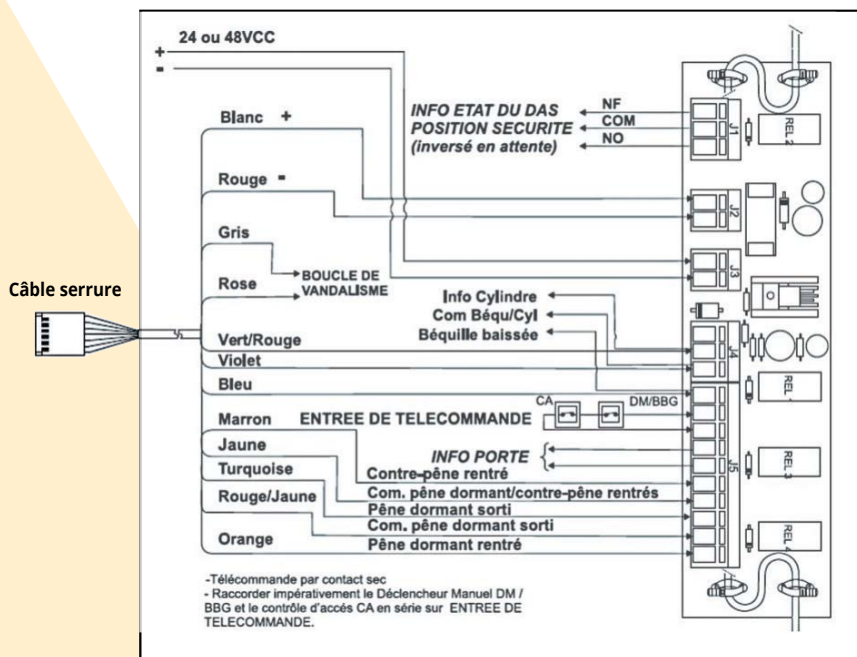 24 ou 48VCC
+
-
Blanc +
Rouge -
Gris
Rose
Câble serrure
Vert/Rouge
Violet
Bleu
Marron
Jaune
Turquoise
Rouge/Jaune
Orange
INFO ETAT DU DAS
POSITION SECURITE
(inversé en attente)
NF
COM
NO
BOUCLE DE
VANDALISME
Info Cylindre
Com Béqu/Cyl
Béquille baissée
ENTREE DE TELECOMMANDE
CA
DM/BBG
INFO PORTE
Contre-pêne rentré
Com. pêne dormant/contre-pêne rentrés
Pêne dormant sorti
Com. pêne dormant sorti
Pêne dormant rentré
J1
REL 2
J2
J3
J4
REL 1
J5
REL 3
REL 4
-Télécommande par contact sec
- Raccorder impérativement le Déclencheur Manuel DM /
BBG et le contrôle d'accés CA en série sur ENTREE DE
TELECOMMANDE.